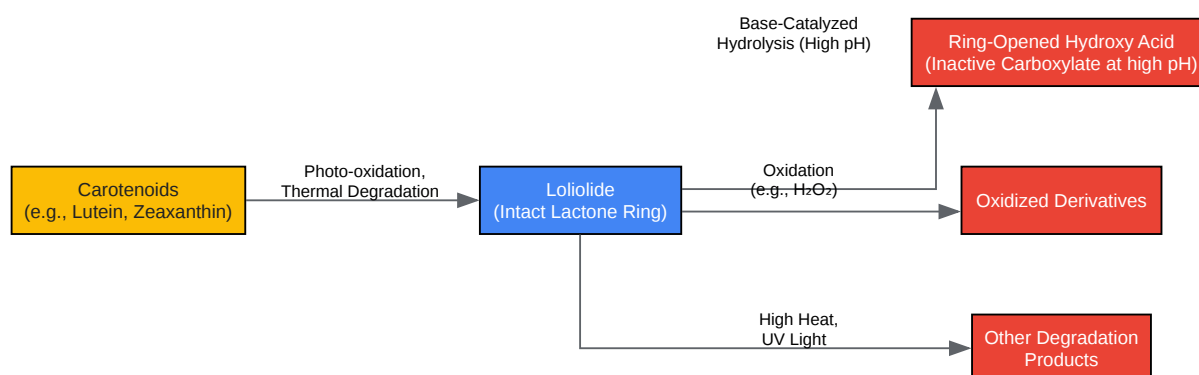 Base-Catalyzed
Hydrolysis (High pH)
Ring-Opened Hydroxy Acid
(Inactive Carboxylate at high pH)
Carotenoids
(e.g., Lutein, Zeaxanthin)
Photo-oxidation,
Thermal Degradation
Loliolide
(Intact Lactone Ring)
Oxidation
(e.g., H₂O₂)
Oxidized Derivatives
High Heat,
UV Light
Other Degradation
Products